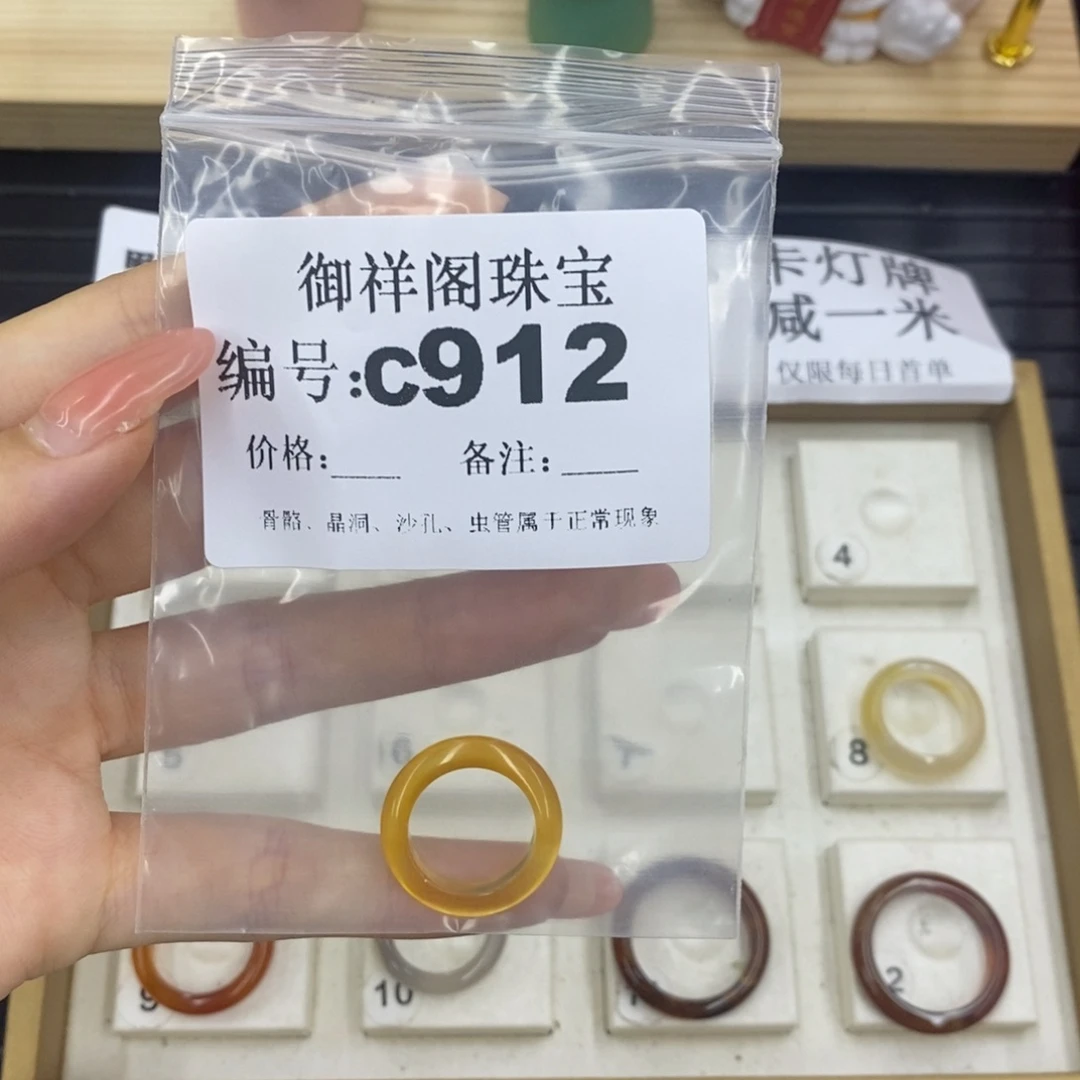 御祥阁珠宝
编号:c912
价格:____ 备注:____
骨骼、晶洞、沙孔、虫管属于正常现象
卡灯牌
减一米
仅限每日首单
4
5
6
7
8
9
10
2